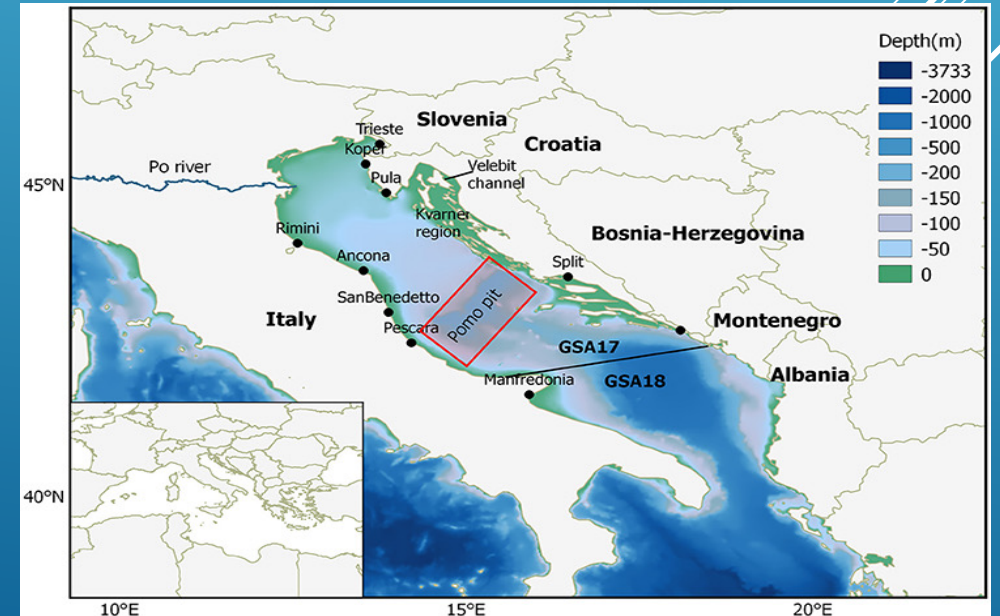 Depth(m)
-3733
-2000
-1000
-500
-200
-150
-100
-50
0
Slovenia
Trieste
Koper
Croatia
Po river
Velebit
channel
Pula
45°N
Kvarner
region
Rimini
Bosnia-Herzegovina
Ancona
Split
SanBenedetto
Italy
Pomo pit
Pescara
Montenegro
GSA17
Albania
Manfredonia
GSA18
40°N
10°E
15°E
20°E